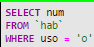 SELECT num
FROM `hab`
WHERE uso = 'o'